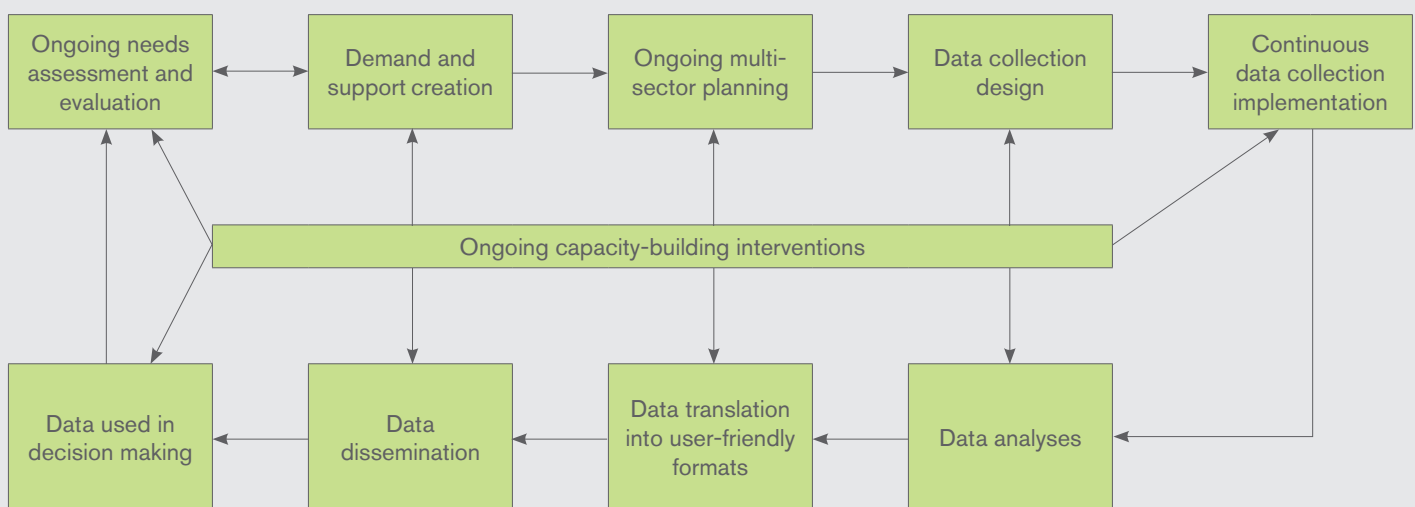 Ongoing needs
assessment and
evaluation
Demand and
support creation
Ongoing multi-
sector planning
Data collection
design
Continuous
data collection
implementation
Ongoing capacity-building interventions
Data used in
decision making
Data
dissemination
Data translation
into user-friendly
formats
Data analyses